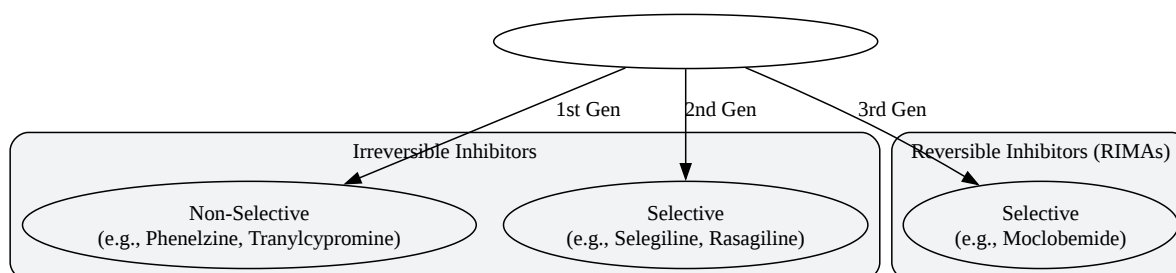 1st Gen
2nd Gen
3rd Gen
Irreversible Inhibitors
Reversible Inhibitors (RIMAs)
Non-Selective
(e.g., Phenelzine, Tranylcypromine)
Selective
(e.g., Selegiline, Rasagiline)
Selective
(e.g., Moclobemide)